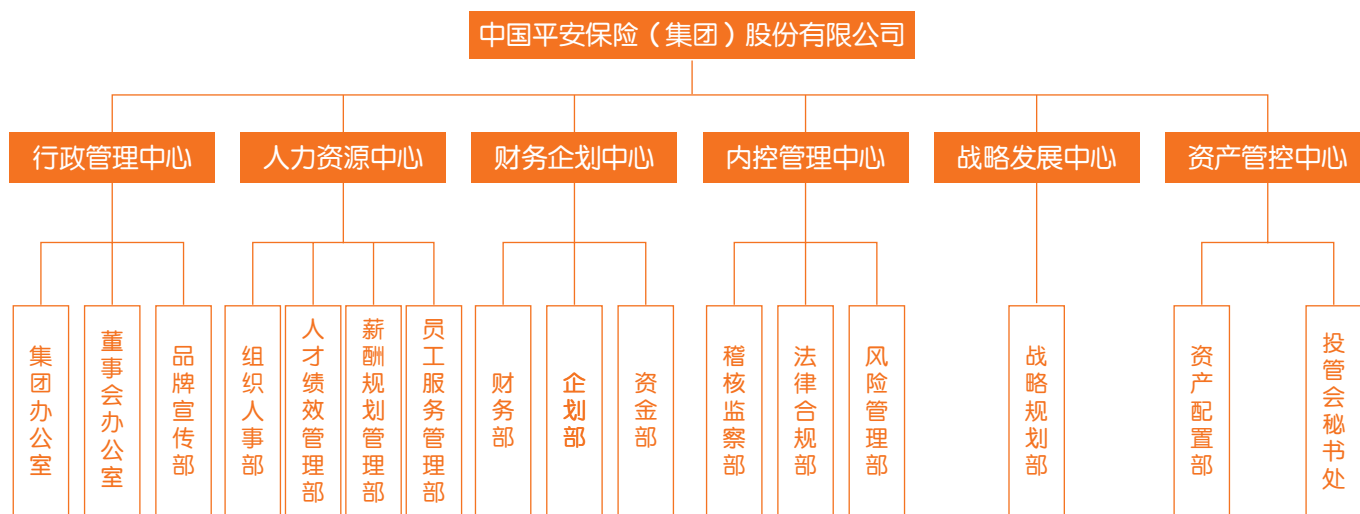 中国平安保险（集团）股份有限公司
行政管理中心
人力资源中心
财务企划中心
内控管理中心
战略发展中心
资产管控中心
集团办公室
董事会办公室
品牌宣传部
组织人事部
人才绩效管理部
薪酬规划管理部
员工服务管理部
财务部
企划部
资金部
稽核监察部
法律合规部
风险管理部
战略规划部
资产配置部
投管会秘书处